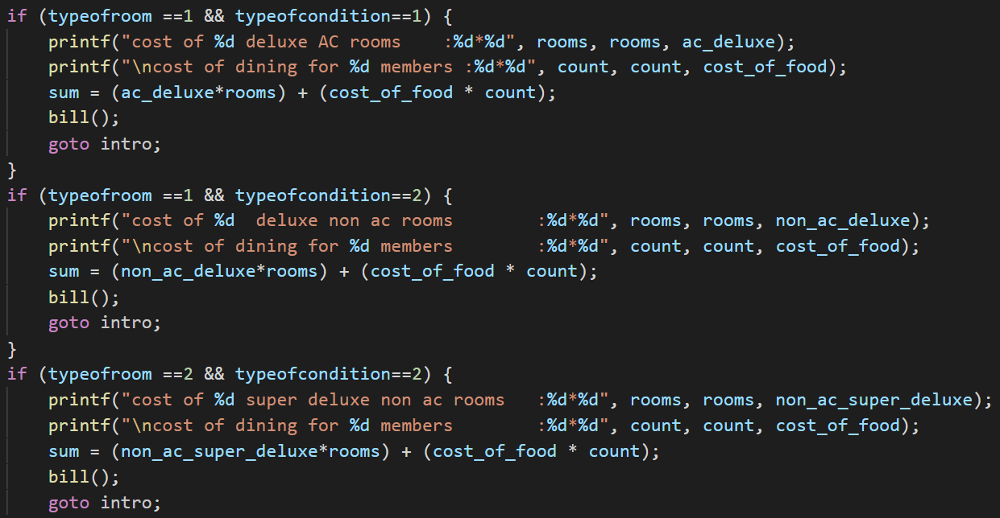 if (typeofroom ==1 && typeofcondition==1) {
    printf("cost of %d deluxe AC rooms    :%d*%d", rooms, rooms, ac_deluxe);
    printf("\ncost of dining for %d members :%d*%d", count, count, cost_of_food);
    sum = (ac_deluxe*rooms) + (cost_of_food * count);
    bill();
    goto intro;
}
if (typeofroom ==1 && typeofcondition==2) {
    printf("cost of %d  deluxe non ac rooms        :%d*%d", rooms, rooms, non_ac_deluxe);
    printf("\ncost of dining for %d members        :%d*%d", count, count, cost_of_food);
    sum = (non_ac_deluxe*rooms) + (cost_of_food * count);
    bill();
    goto intro;
}
if (typeofroom ==2 && typeofcondition==2) {
    printf("cost of %d super deluxe non ac rooms   :%d*%d", rooms, rooms, non_ac_super_deluxe);
    printf("\ncost of dining for %d members        :%d*%d", count, count, cost_of_food);
    sum = (non_ac_super_deluxe*rooms) + (cost_of_food * count);
    bill();
    goto intro;